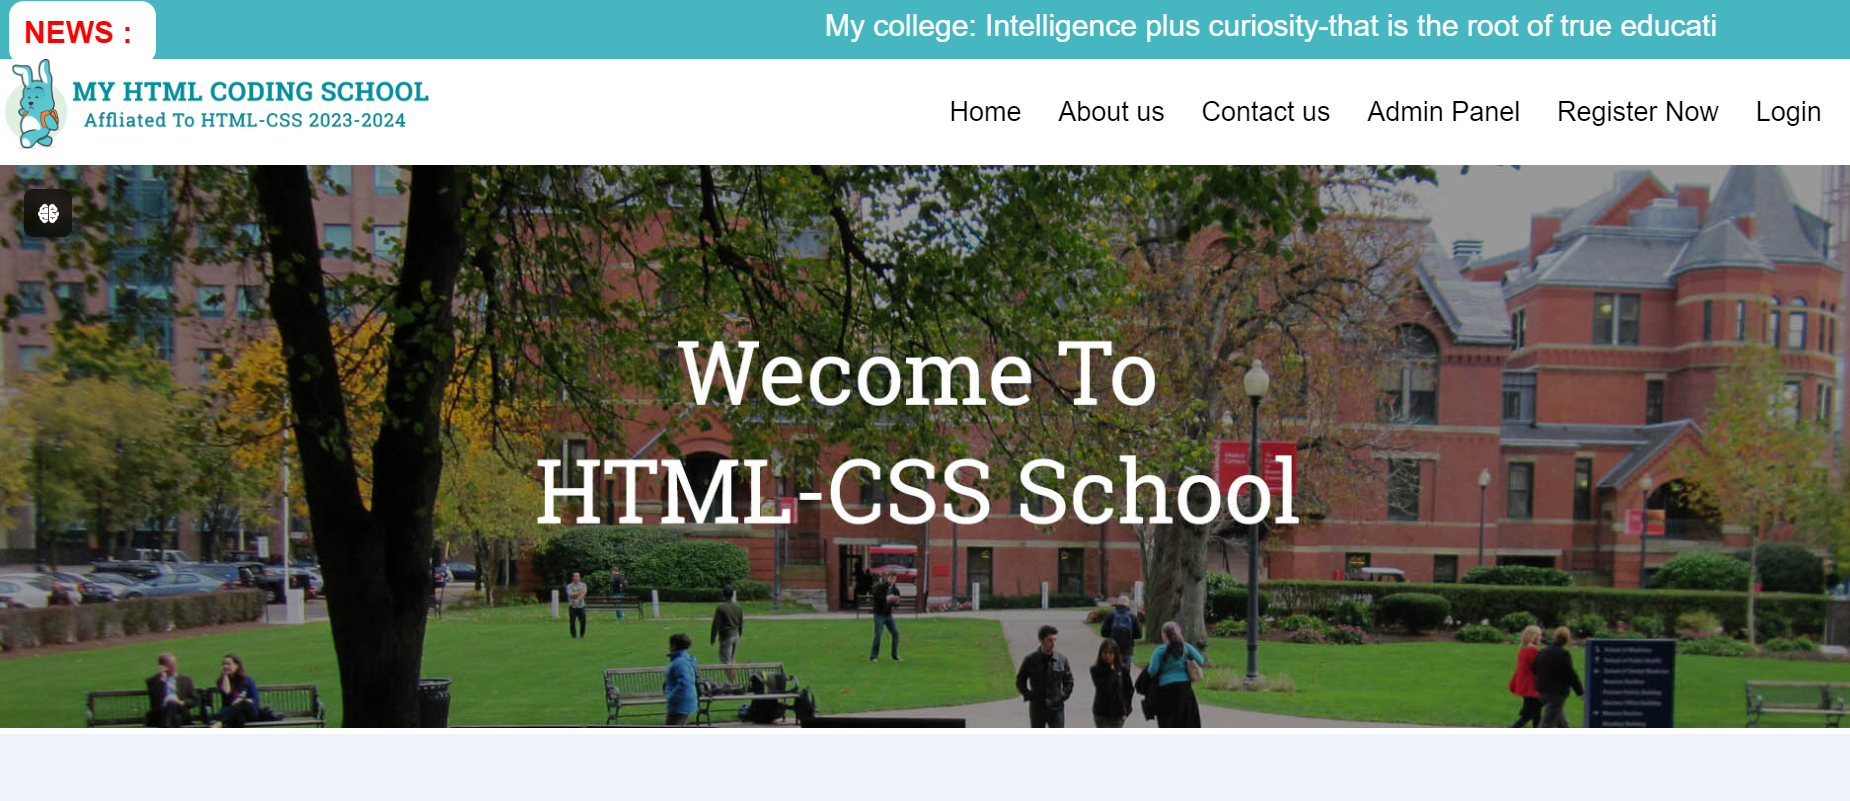 NEWS :
My college: Intelligence plus curiosity-that is the root of true educati
MY HTML CODING SCHOOL
Affliated To HTML-CSS 2023-2024
Home About us Contact us Admin Panel Register Now Login
Wecome To
HTML-CSS School